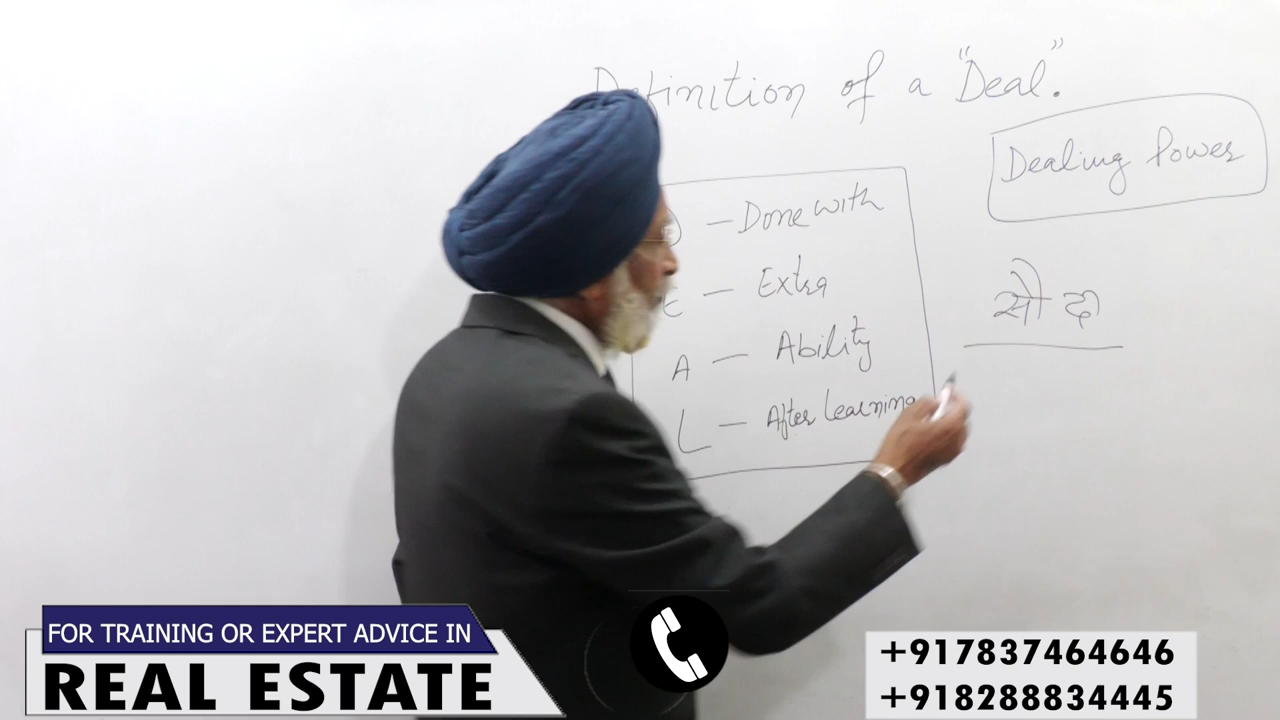 Definition of a "Deal".
Dealing Power
D — Done with
E — Extra
A — Ability
L — After learning
सौदा
FOR TRAINING OR EXPERT ADVICE IN
REAL ESTATE
+917837464646
+918288834445